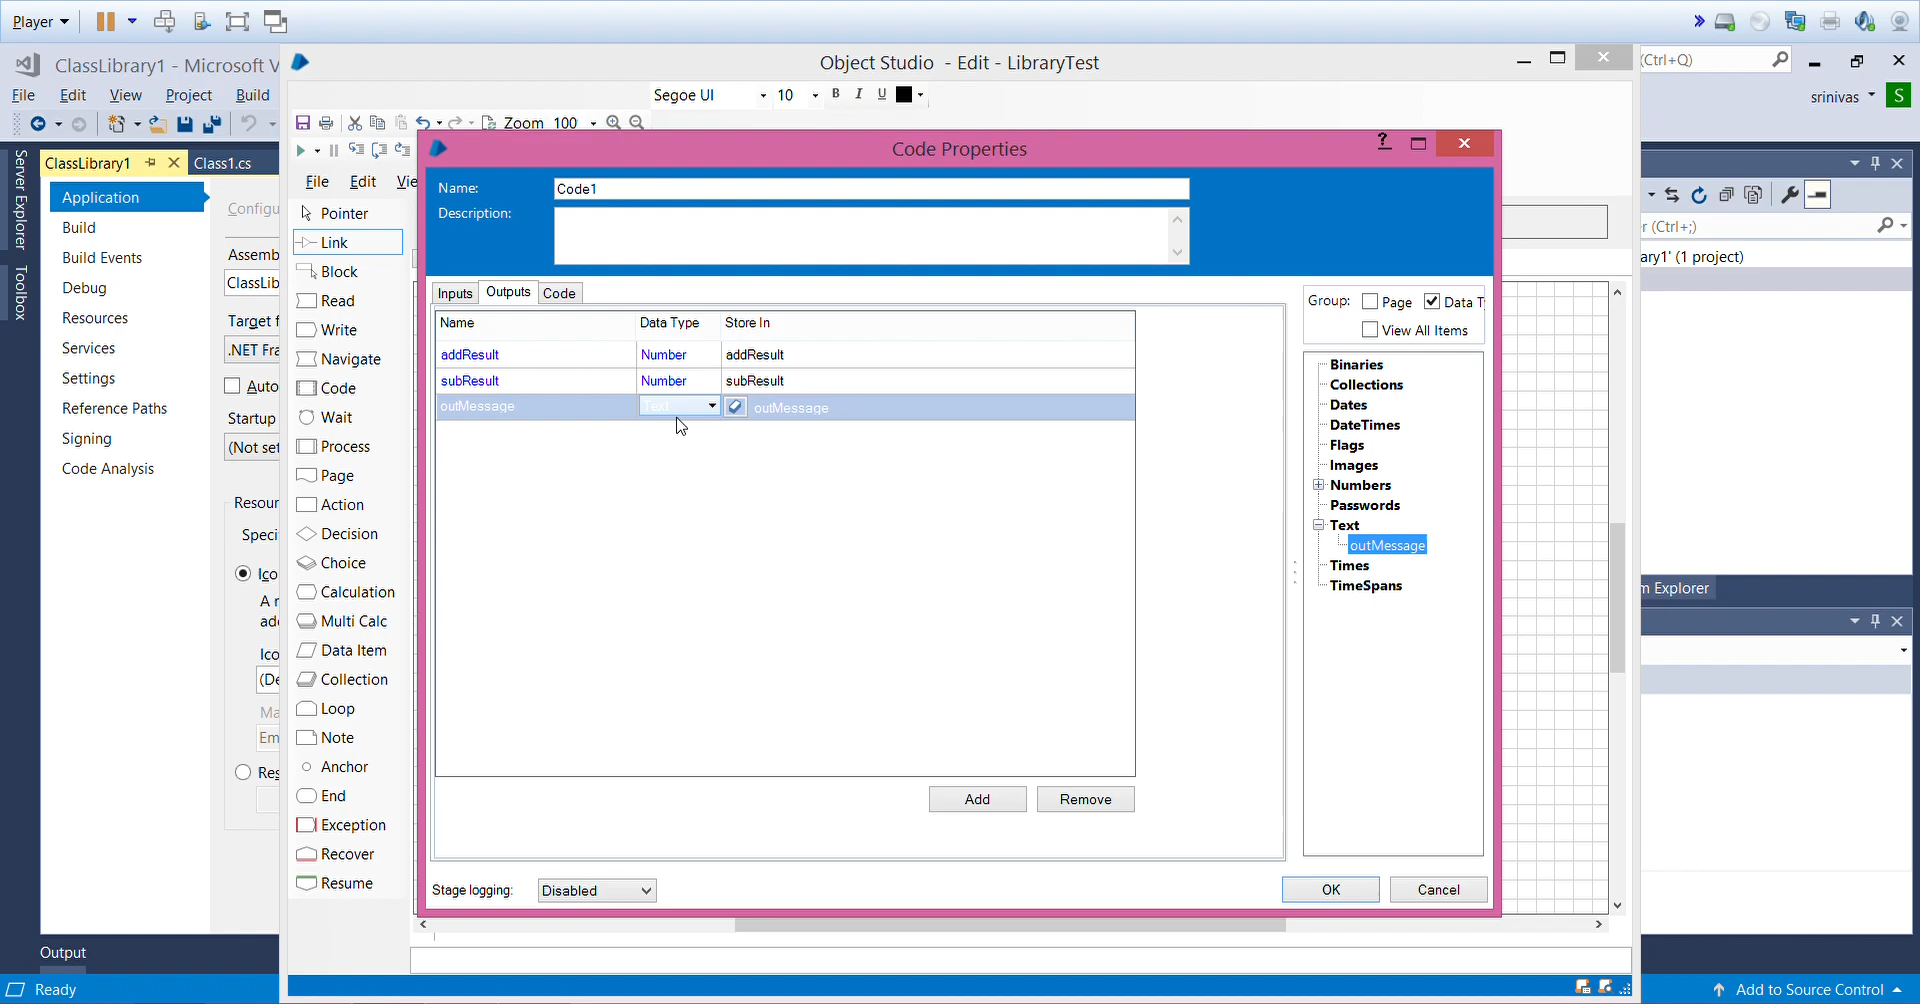 Player
ClassLibrary1 - Microsoft V
Object Studio - Edit - LibraryTest
(Ctrl+Q)
File Edit View Project Build
Segoe UI 10 B I U
srinivas S
Zoom 100
ClassLibrary1 Class1.cs
Server Explorer
Toolbox
Application
Build
Build Events
Debug
Resources
Services
Settings
Reference Paths
Signing
Code Analysis
Configu
Assemb
ClassLib
Target f
.NET Fra
Auto
Startup
(Not set
Resour
Speci
Ico
A r
add
Ico
(De
Ma
Em
Res
File Edit Vie
Pointer
Link
Block
Read
Write
Navigate
Code
Wait
Process
Page
Action
Decision
Choice
Calculation
Multi Calc
Data Item
Collection
Loop
Note
Anchor
End
Exception
Recover
Resume
Code Properties
?
Name: Code1
Description:
Inputs Outputs Code
Name Data Type Store In
addResult Number addResult
subResult Number subResult
outMessage Text outMessage
Add Remove
Group: Page Data T
View All Items
Binaries
Collections
Dates
DateTimes
Flags
Images
Numbers
Passwords
Text
outMessage
Times
TimeSpans
Stage logging: Disabled
OK Cancel
r (Ctrl+;)
ary1' (1 project)
m Explorer
Output
Ready
Add to Source Control